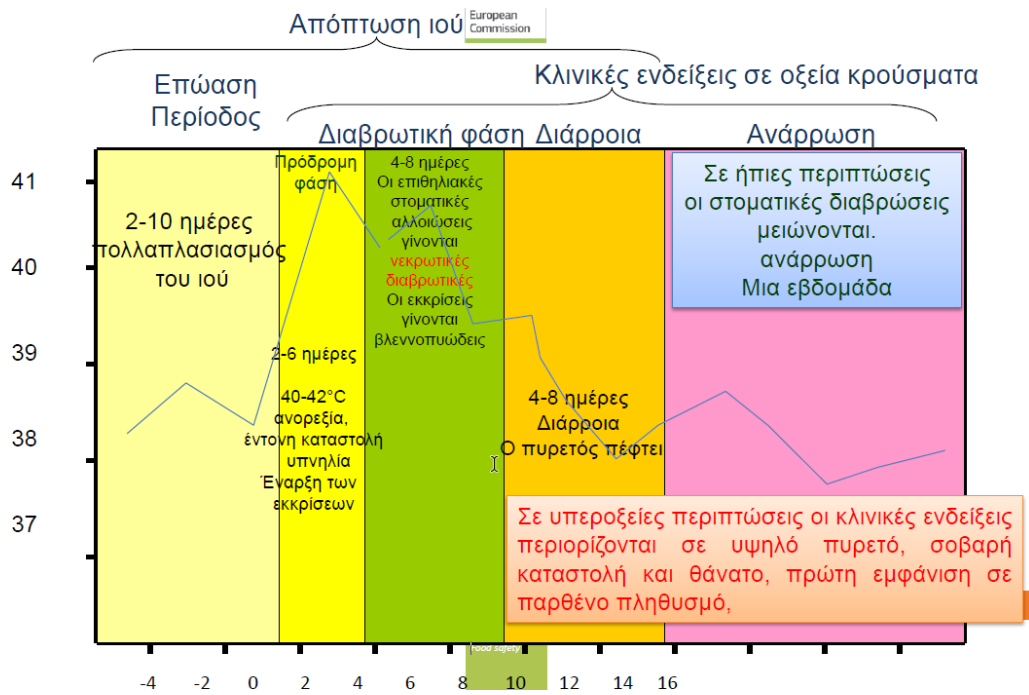 Απόπτωση ιού
European
Commission
Κλινικές ενδείξεις σε οξεία κρούσματα
Επώαση
Περίοδος
Διαβρωτική φάση
Διάρροια
Ανάρρωση
41
40
39
38
37
2-10 ημέρες
πολλαπλασιασμός
του ιού
Πρόδρομη
φάση
2-6 ημέρες
40-42°C
ανορεξία,
έντονη καταστολή
υπνηλία
Έναρξη των
εκκρίσεων
4-8 ημέρες
Οι επιθηλιακές
στοματικές
αλλοιώσεις
γίνονται
νεκρωτικές
διαβρωτικές
Οι εκκρίσεις
γίνονται
βλεννοπυώδεις
4-8 ημέρες
Διάρροια
Ο πυρετός πέφτει
Σε ήπιες περιπτώσεις
οι στοματικές διαβρώσεις
μειώνονται.
ανάρρωση
Μια εβδομάδα
Σε υπεροξείες περιπτώσεις οι κλινικές ενδείξεις
περιορίζονται σε υψηλό πυρετό, σοβαρή
καταστολή και θάνατο, πρώτη εμφάνιση σε
παρθένο πληθυσμό,
Food safety
-4 -2 0 2 4 6 8 10 12 14 16